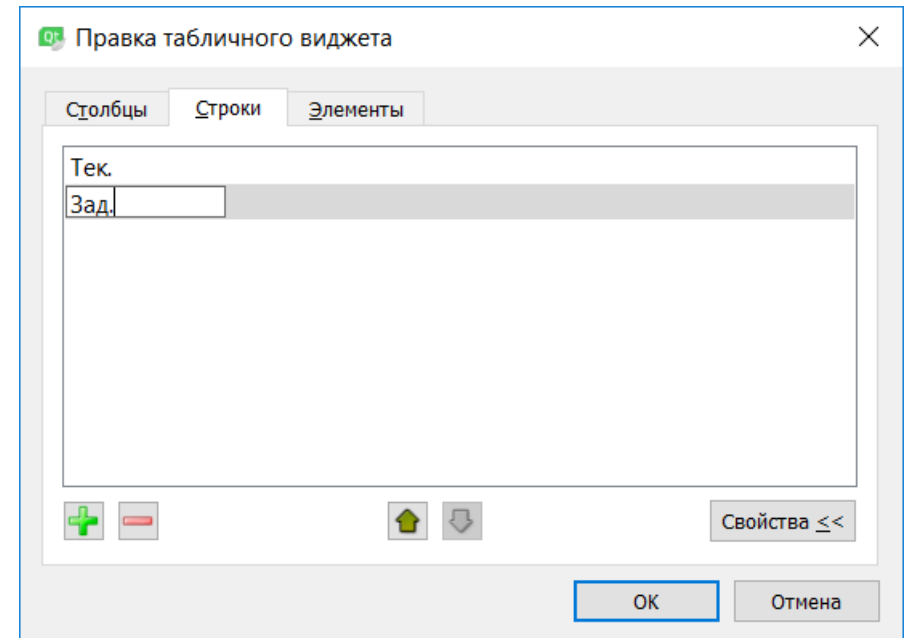 Правка табличного виджета
Столбцы Строки Элементы
Тек.
Зад.
Свойства <<
OK Отмена